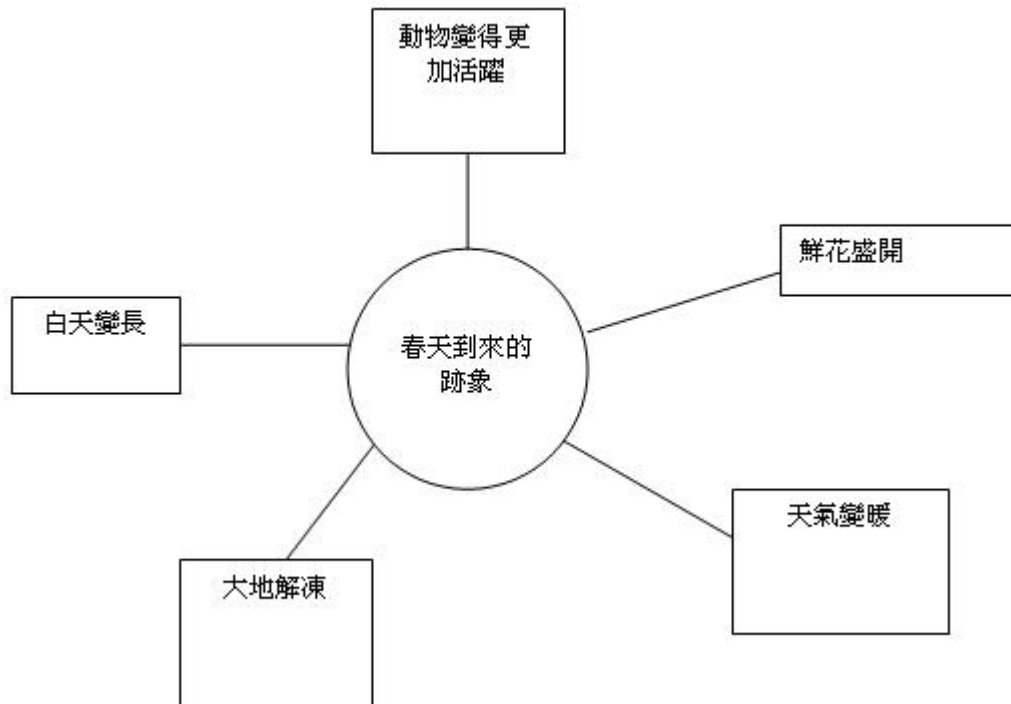 動物變得更
加活躍
鮮花盛開
白天變長
春天到來的
跡象
天氣變暖
大地解凍